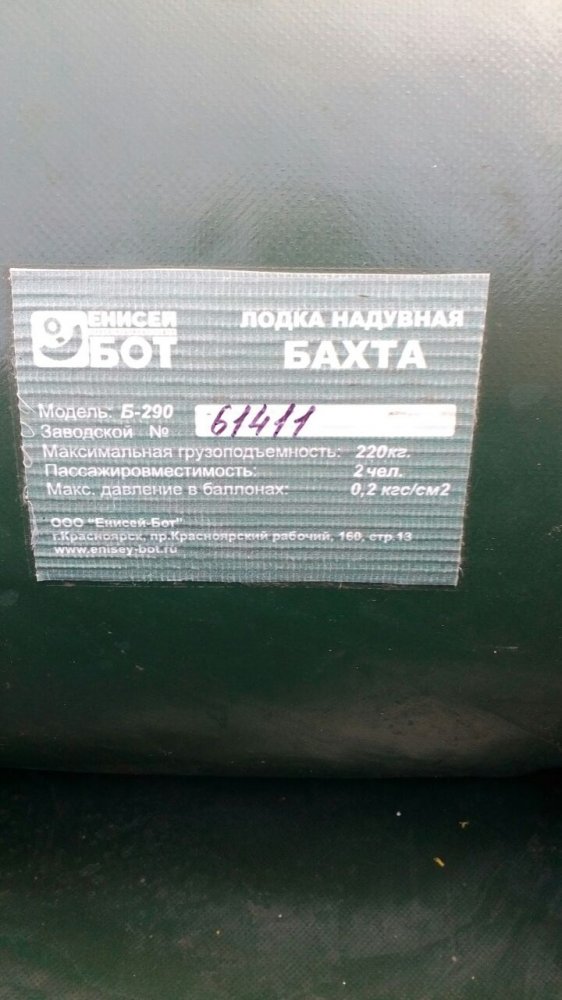 ЕНИСЕЙ
БОТ
ЛОДКА НАДУВНАЯ
БАХТА
Модель: Б-290
Заводской № 61411
Максимальная грузоподъемность: 220кг.
Пассажировместимость: 2чел.
Макс. давление в баллонах: 0,2 кгс/см2
ООО "Енисей-Бот"
г.Красноярск, пр.Красноярский рабочий, 160, стр.13
www.enisey-bot.ru